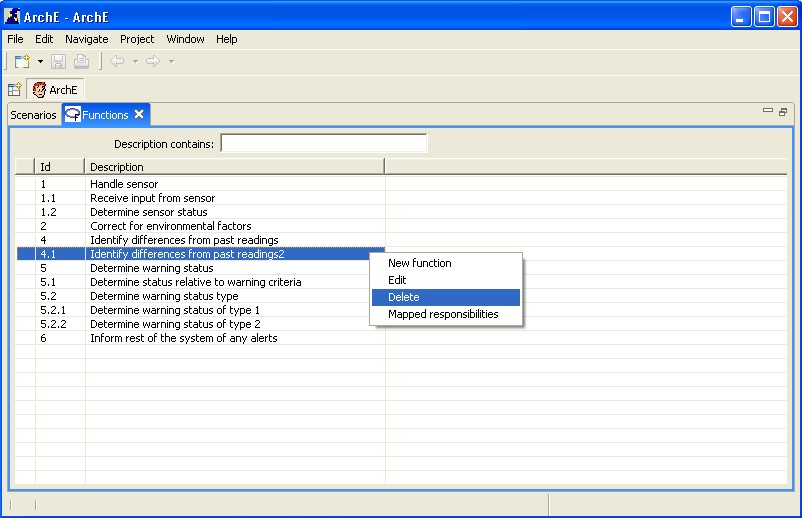 ArchE - ArchE
File Edit Navigate Project Window Help
ArchE
Scenarios Functions
Description contains:
Id Description
1 Handle sensor
1.1 Receive input from sensor
1.2 Determine sensor status
2 Correct for environmental factors
4 Identify differences from past readings
4.1 Identify differences from past readings2
5 Determine warning status
5.1 Determine status relative to warning criteria
5.2 Determine warning status type
5.2.1 Determine warning status of type 1
5.2.2 Determine warning status of type 2
6 Inform rest of the system of any alerts
New function
Edit
Delete
Mapped responsibilities